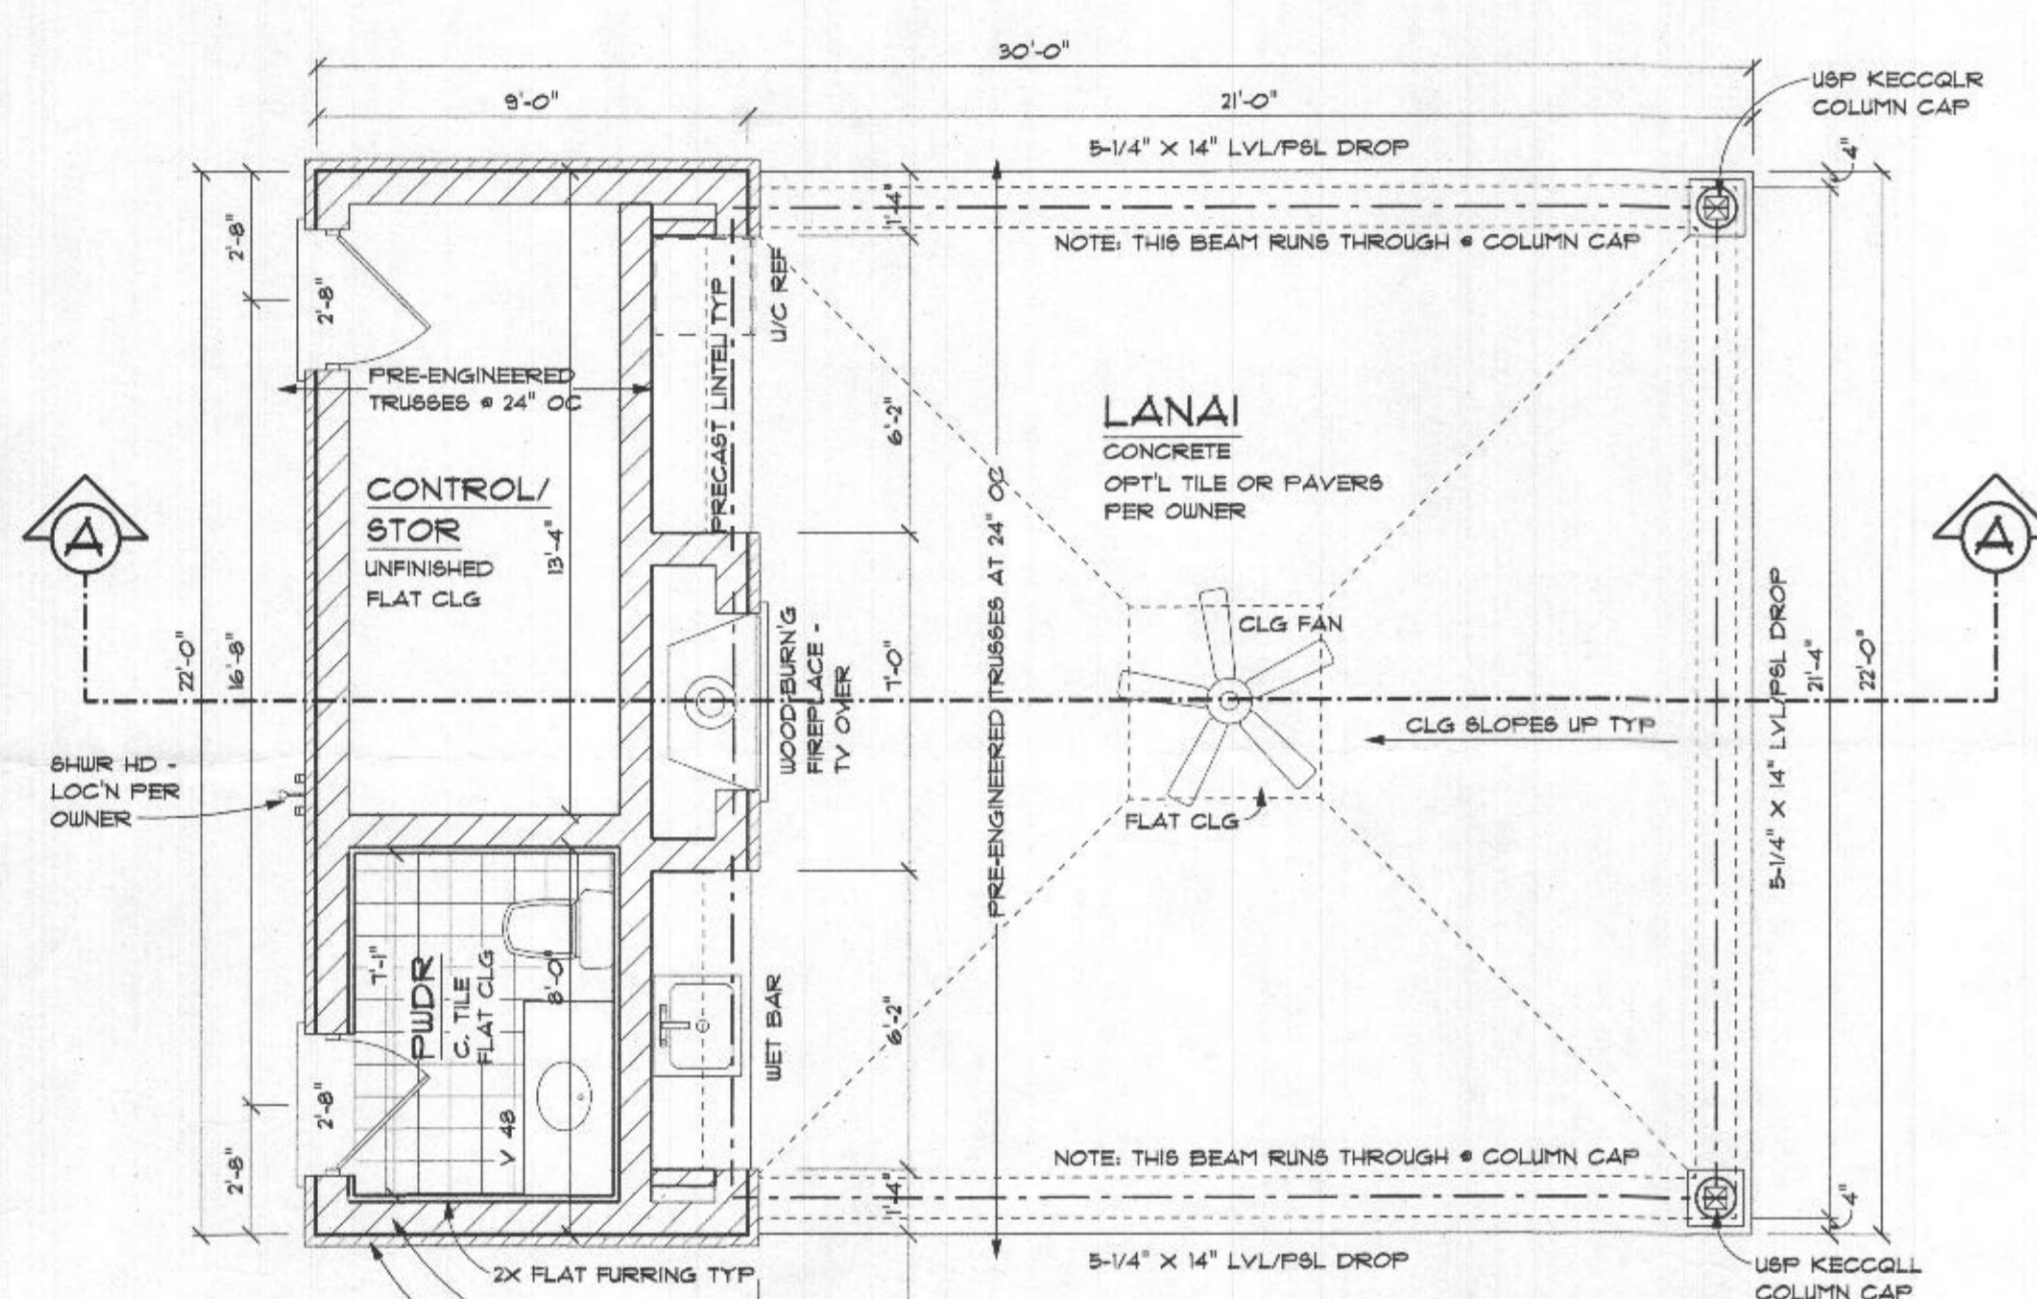 30'-0"
9'-0"
21'-0"
USP KECCQLR
COLUMN CAP
5-1/4" X 14" LVL/PSL DROP
4"
2'-8"
1'-4"
NOTE: THIS BEAM RUNS THROUGH @ COLUMN CAP
2'-8"
U/C REF
PRECAST LINTEL TYP
PRE-ENGINEERED
TRUSSES @ 24" OC
6'-2"
LANAI
CONCRETE
OPT'L TILE OR PAVERS
PER OWNER
CONTROL/
STOR
UNFINISHED
FLAT CLG
13'-4"
A
A
PRE-ENGINEERED TRUSSES AT 24" OC
22'-0"
16'-8"
WOOD-BURN'G
FIREPLACE -
TV OVER
7'-0"
CLG FAN
CLG SLOPES UP TYP
5-1/4" X 14" LVL/PSL DROP
21'-4"
22'-0"
SHWR HD -
LOC'N PER
OWNER
FLAT CLG
7'-1"
PWDR
C. TILE
FLAT CLG
8'-0"
V 48
2'-8"
WET BAR
6'-2"
2'-8"
1'-4"
NOTE: THIS BEAM RUNS THROUGH @ COLUMN CAP
4"
5-1/4" X 14" LVL/PSL DROP
2X FLAT FURRING TYP
USP KECCQLL
COLUMN CAP